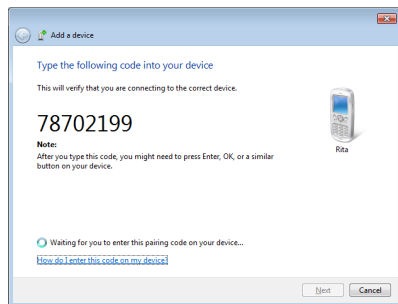 Add a device
Type the following code into your device
This will verify that you are connecting to the correct device.
78702199
Note:
After you type this code, you might need to press Enter, OK, or a similar
button on your device.
Rita
Waiting for you to enter this pairing code on your device...
How do I enter this code on my device?
Next
Cancel